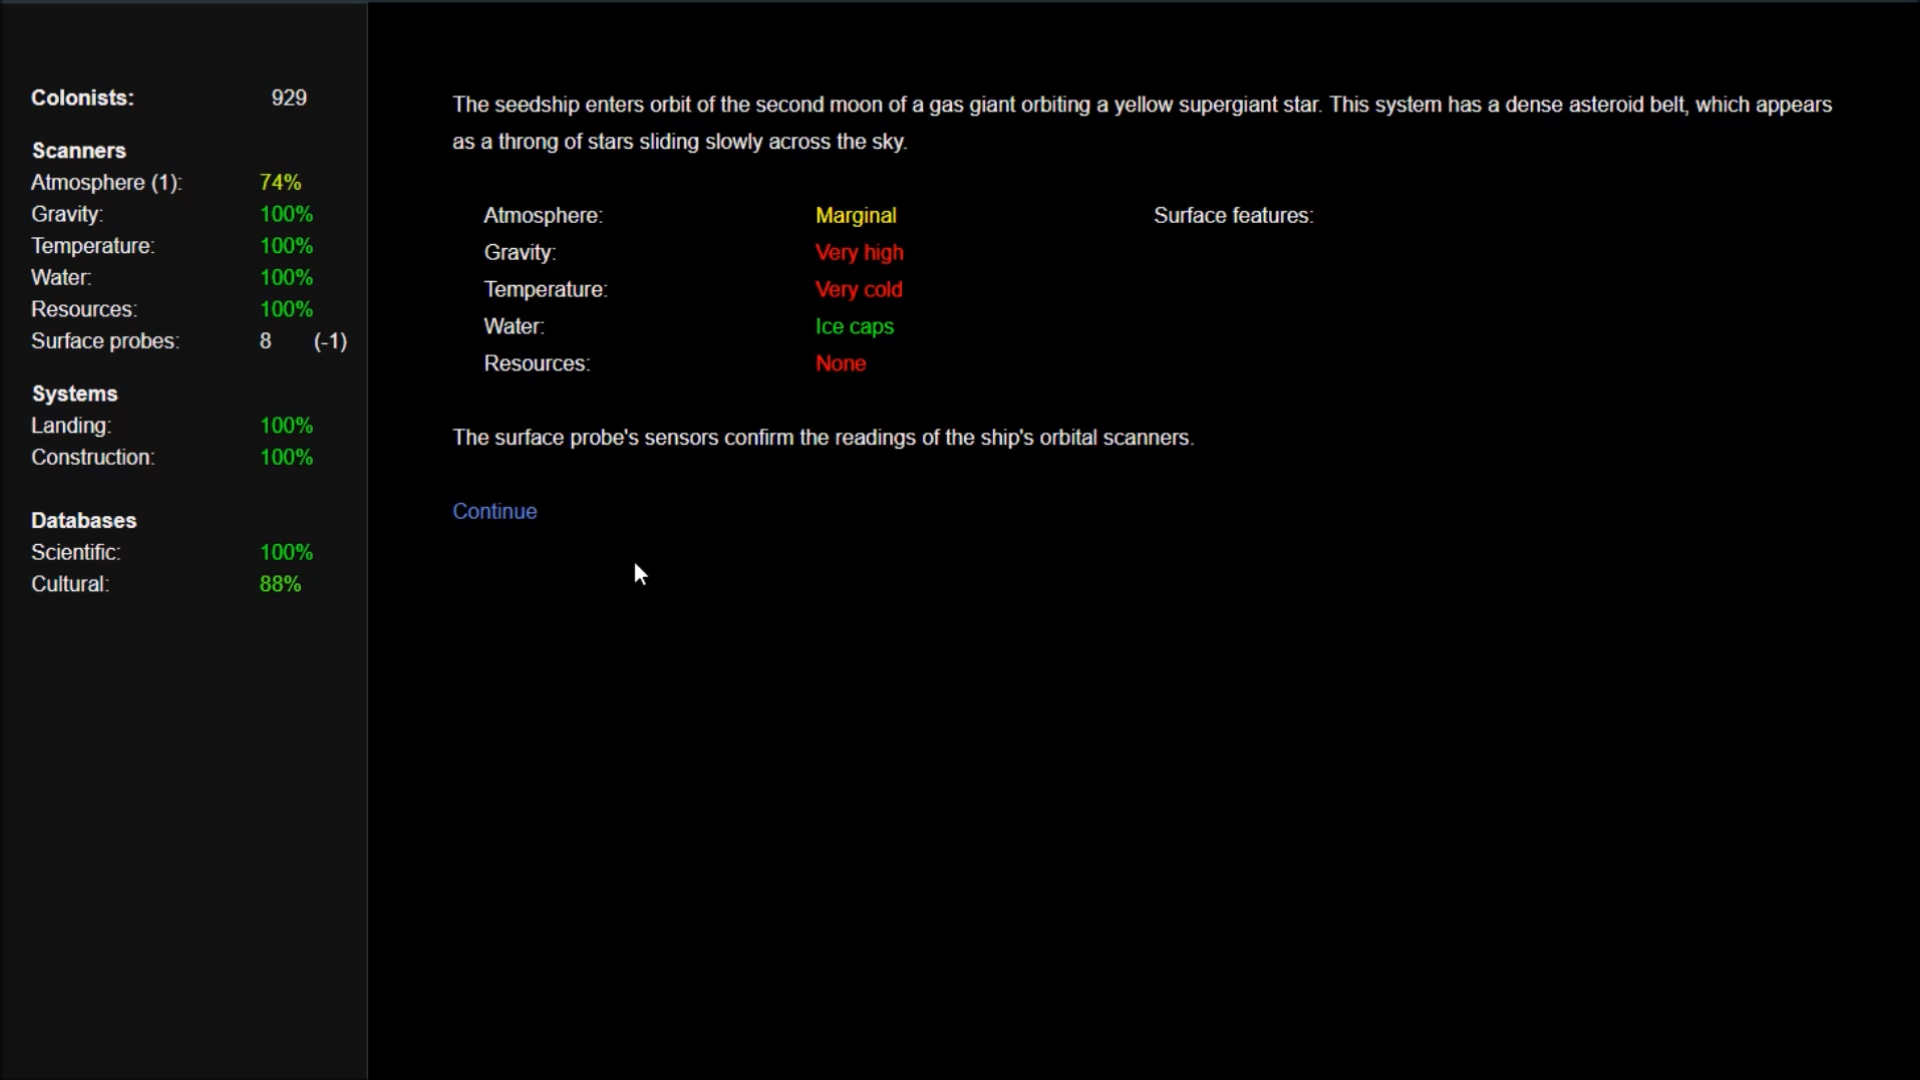 Colonists: 929
Scanners
Atmosphere (1): 74%
Gravity: 100%
Temperature: 100%
Water: 100%
Resources: 100%
Surface probes: 8 (-1)
Systems
Landing: 100%
Construction: 100%
Databases
Scientific: 100%
Cultural: 88%
The seedship enters orbit of the second moon of a gas giant orbiting a yellow supergiant star. This system has a dense asteroid belt, which appears
as a throng of stars sliding slowly across the sky.
Atmosphere: Marginal Surface features:
Gravity: Very high
Temperature: Very cold
Water: Ice caps
Resources: None
The surface probe's sensors confirm the readings of the ship's orbital scanners.
Continue